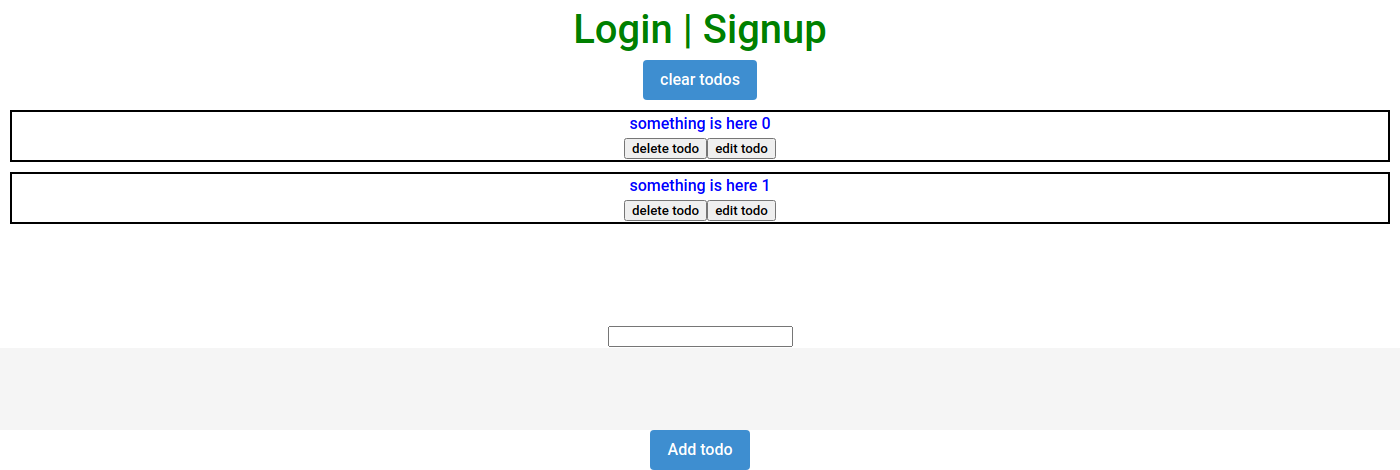 Login | Signup
clear todos
something is here 0
delete todo edit todo
something is here 1
delete todo edit todo
Add todo